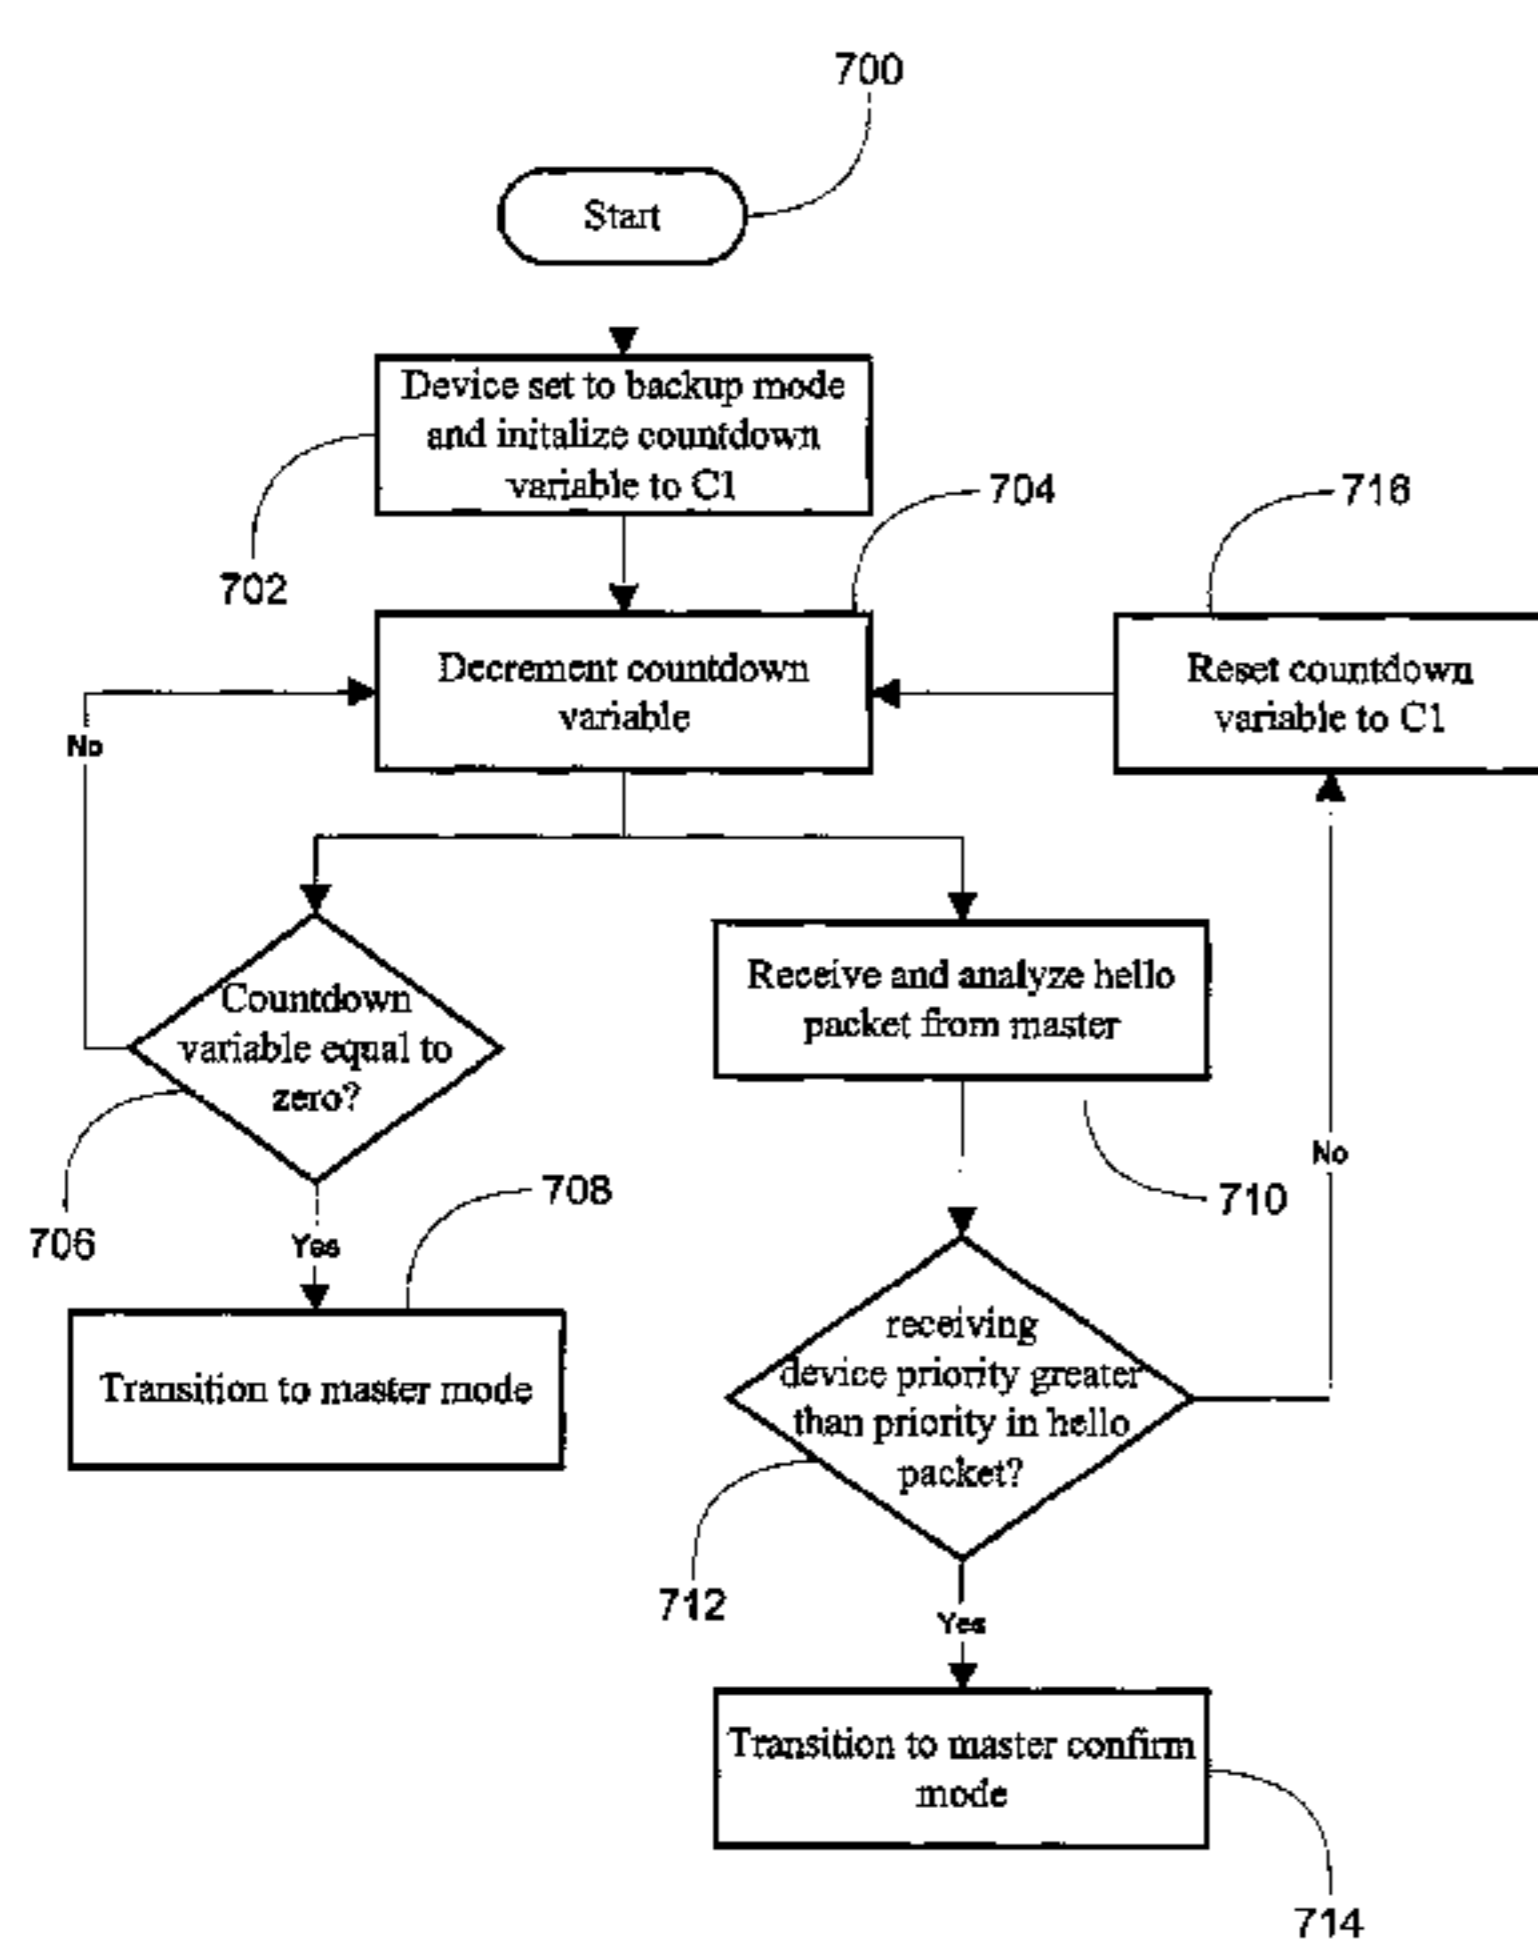 700
Start
Device set to backup mode
and initalize countdown
variable to C1
702
704
716
Decrement countdown
variable
Reset countdown
variable to C1
No
Countdown
variable equal to
zero?
706
Yes
708
Transition to master mode
Receive and analyze hello
packet from master
710
No
receiving
device priority greater
than priority in hello
packet?
712
Yes
Transition to master confirm
mode
714